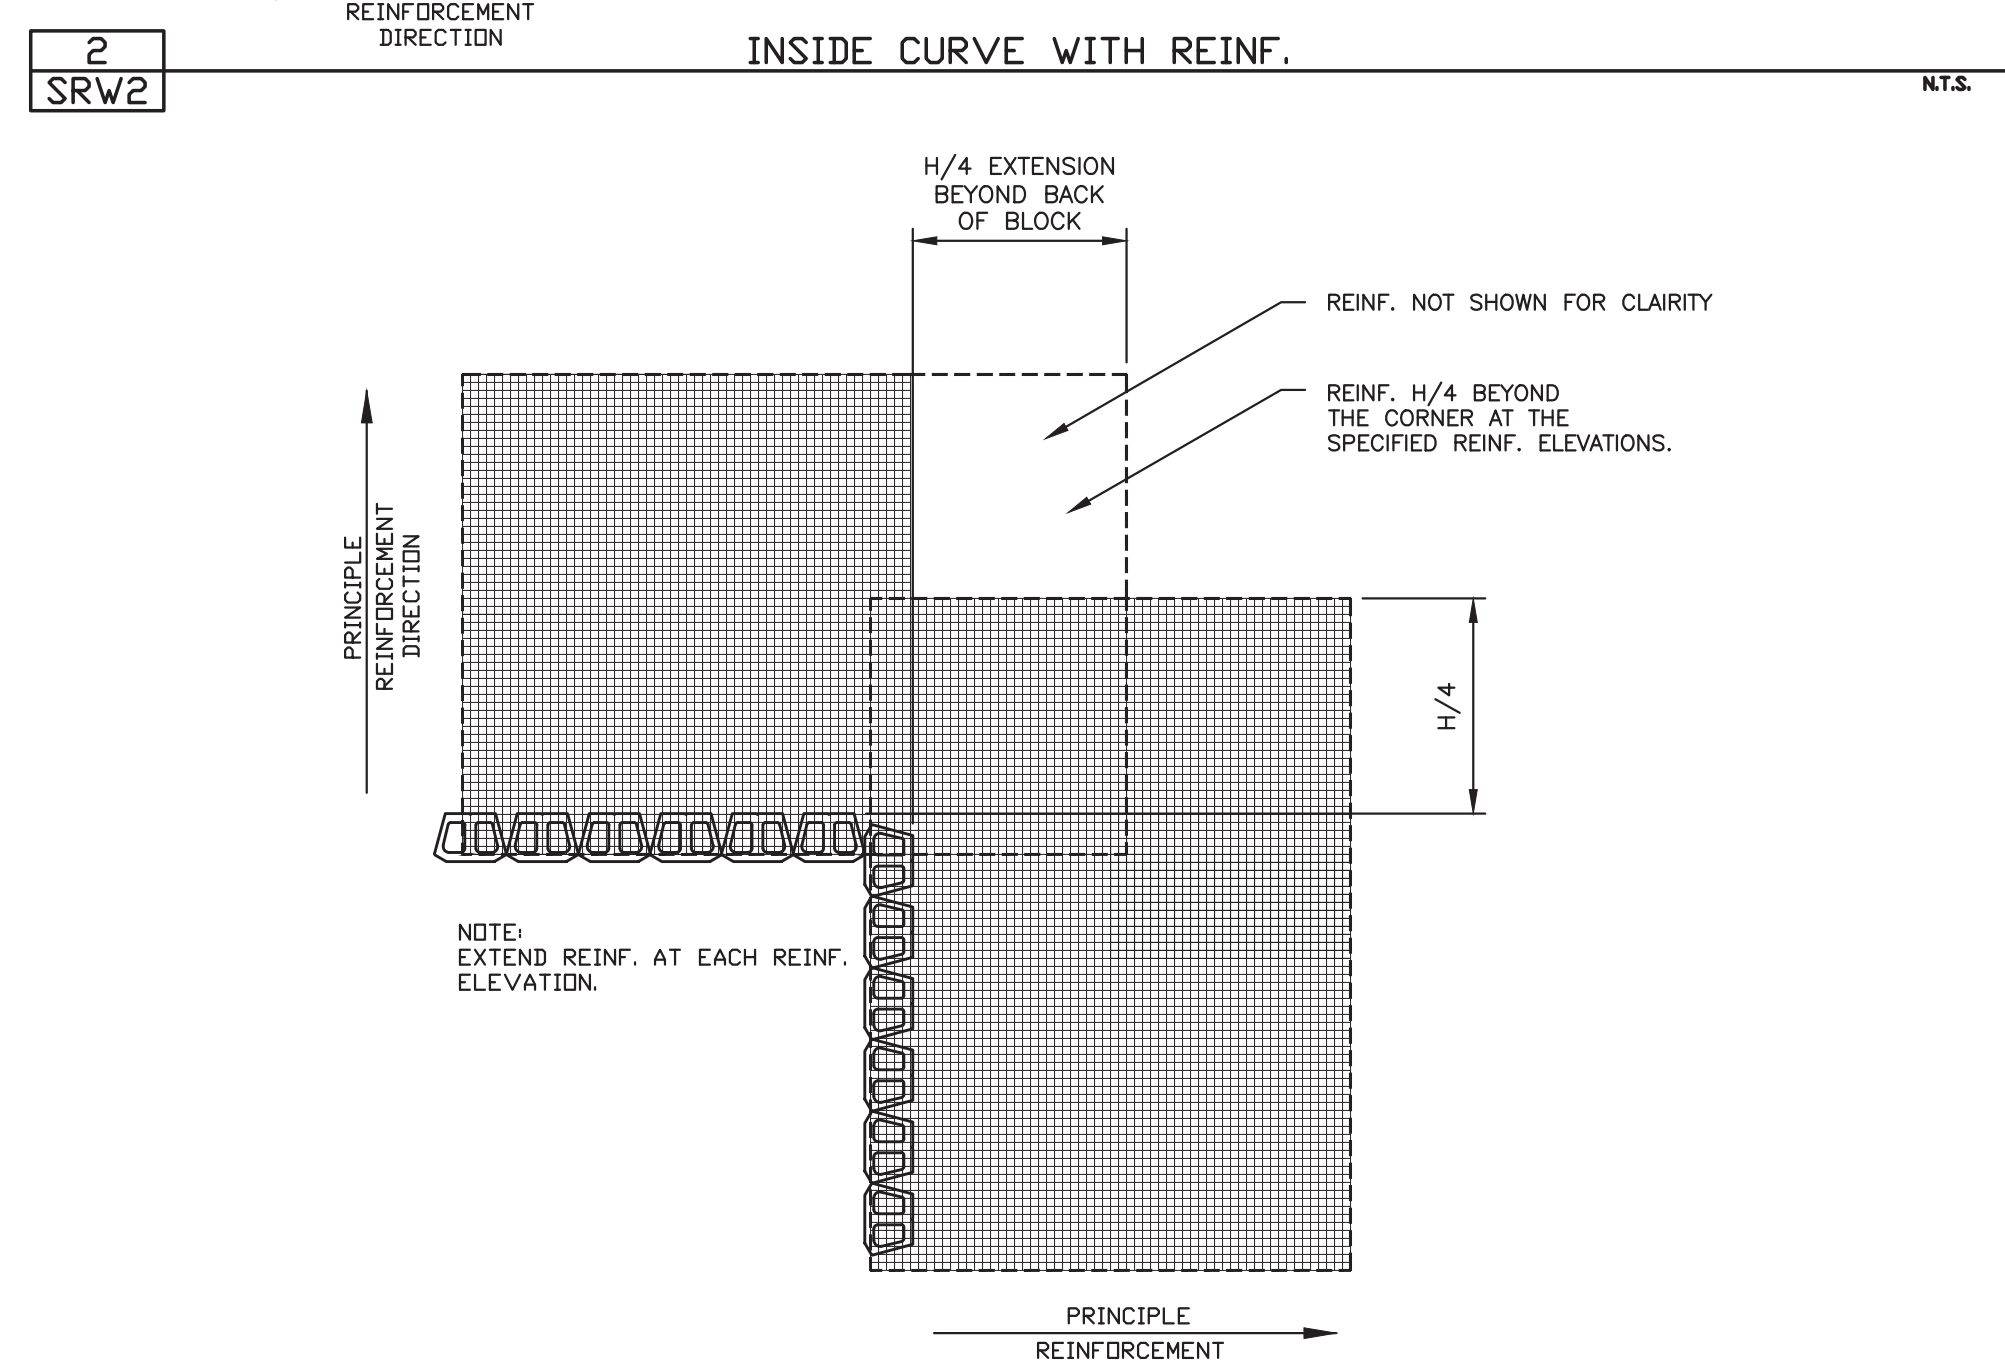 REINFORCEMENT
DIRECTION
2
SRW2
INSIDE CURVE WITH REINF.
N.T.S.
H/4 EXTENSION
BEYOND BACK
OF BLOCK
REINF. NOT SHOWN FOR CLAIRITY
REINF. H/4 BEYOND
THE CORNER AT THE
SPECIFIED REINF. ELEVATIONS.
PRINCIPLE
REINFORCEMENT
DIRECTION
H/4
NOTE:
EXTEND REINF. AT EACH REINF.
ELEVATION.
PRINCIPLE
REINFORCEMENT